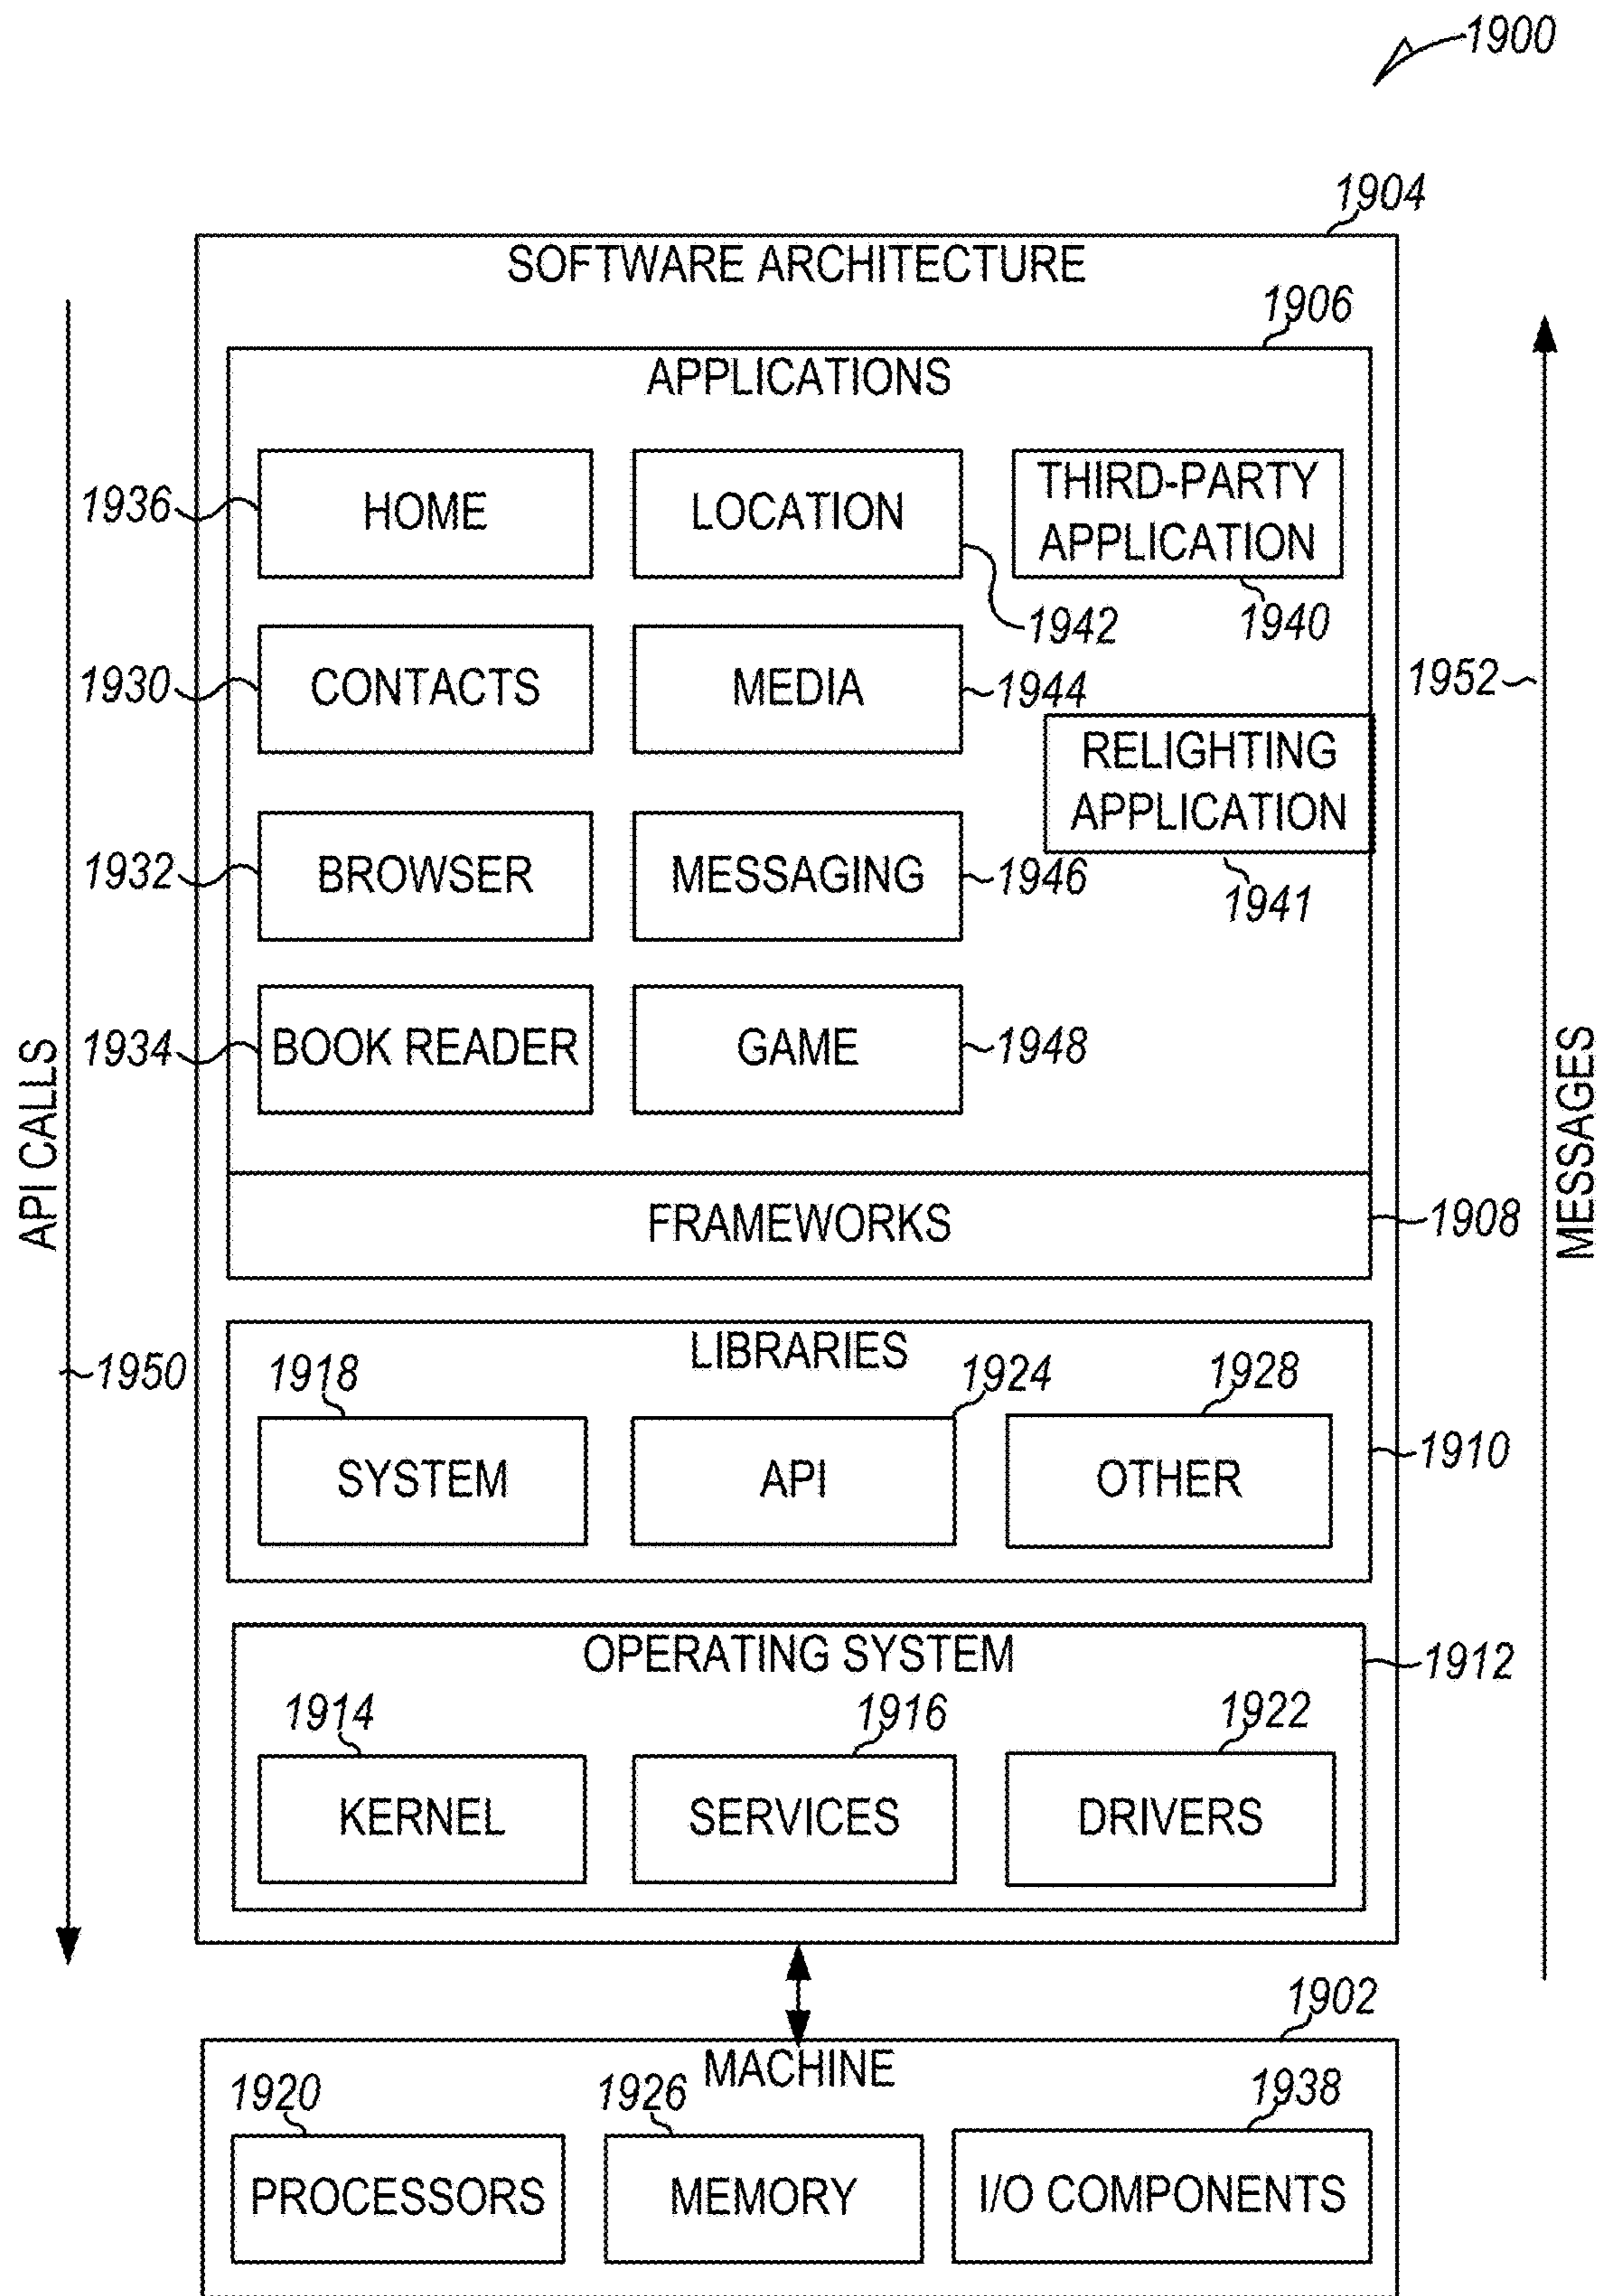 1900
1904
SOFTWARE ARCHITECTURE
1906
APPLICATIONS
1936
HOME
LOCATION
THIRD-PARTY
APPLICATION
1942
1940
1930
CONTACTS
MEDIA
1944
1952
RELIGHTING
APPLICATION
1932
BROWSER
MESSAGING
1946
1941
API CALLS
1934
BOOK READER
GAME
1948
MESSAGES
FRAMEWORKS
1908
LIBRARIES
1950
1918
1924
1928
SYSTEM
API
OTHER
1910
OPERATING SYSTEM
1912
1914
1916
1922
KERNEL
SERVICES
DRIVERS
1902
MACHINE
1920
1926
1938
PROCESSORS
MEMORY
I/O COMPONENTS